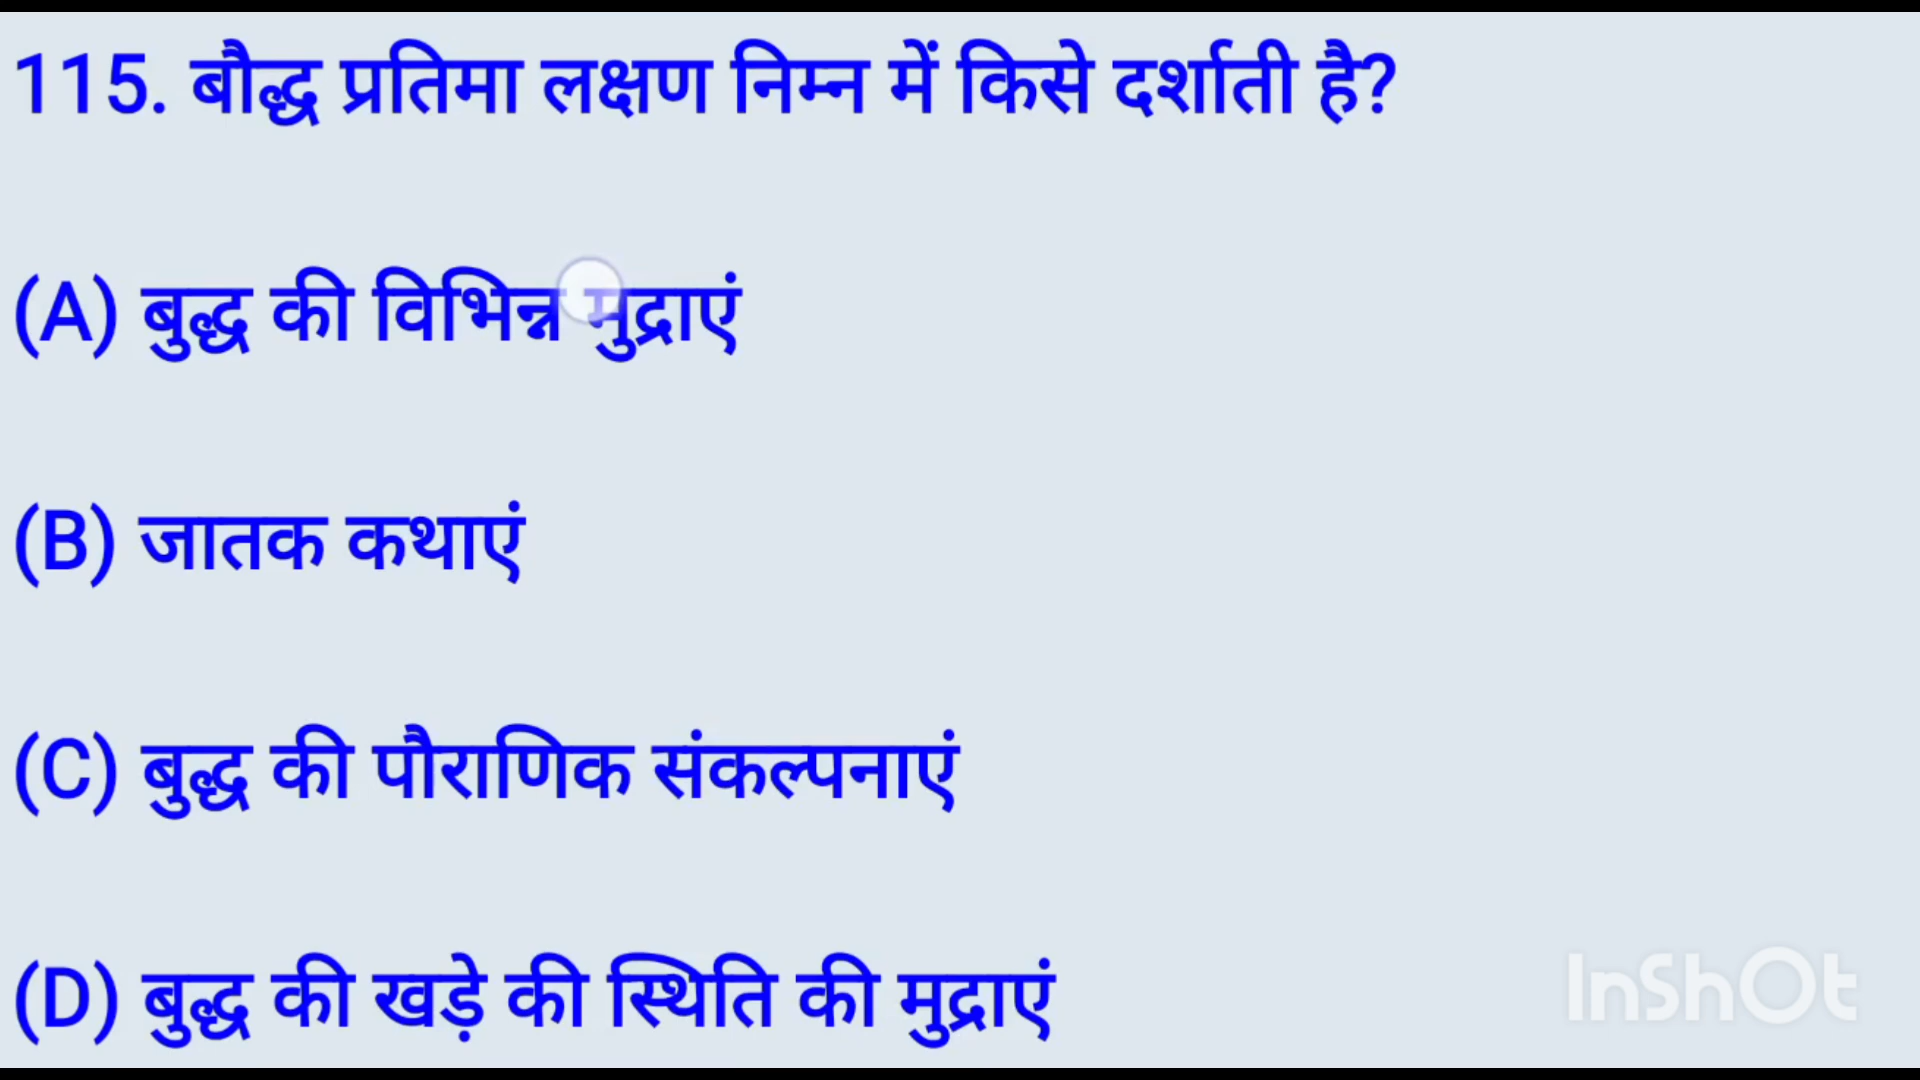 115. बौद्ध प्रतिमा लक्षण निम्न में किसे दर्शाती है?
(A) बुद्ध की विभिन्न मुद्राएं
(B) जातक कथाएं
(C) बुद्ध की पौराणिक संकल्पनाएं
(D) बुद्ध की खड़े की स्थिति की मुद्राएं
InShOt